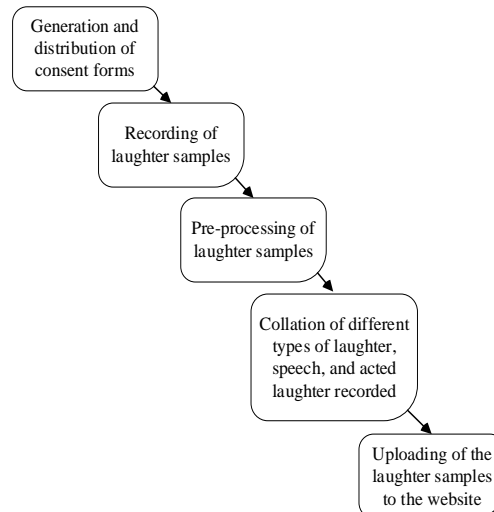 Generation and
distribution of
consent forms
Recording of
laughter samples
Pre-processing of
laughter samples
Collation of different
types of laughter,
speech, and acted
laughter recorded
Uploading of the
laughter samples
to the website